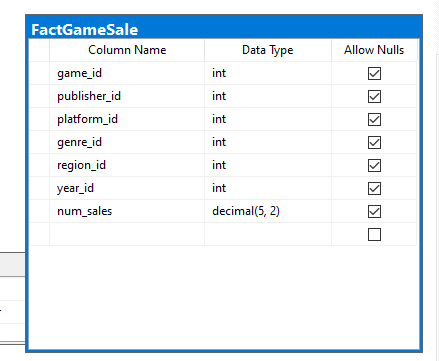 FactGameSale
Column Name Data Type Allow Nulls
game_id int
publisher_id int
platform_id int
genre_id int
region_id int
year_id int
num_sales decimal(5, 2)